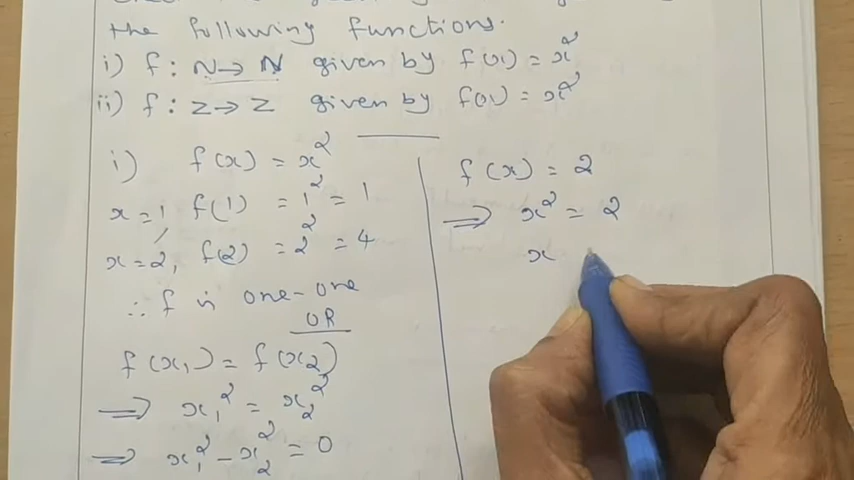 the following functions.
i) f: N→N given by f(x) = x²
ii) f: Z→Z given by f(x) = x²
i) f(x) = x²
x=1, f(1) = 1² = 1
x=2, f(2) = 2² = 4
∴ f is one-one
OR
f(x₁) = f(x₂)
⟹ x₁² = x₂²
⟹ x₁² - x₂² = 0
f(x) = 2
⟹ x² = 2
x